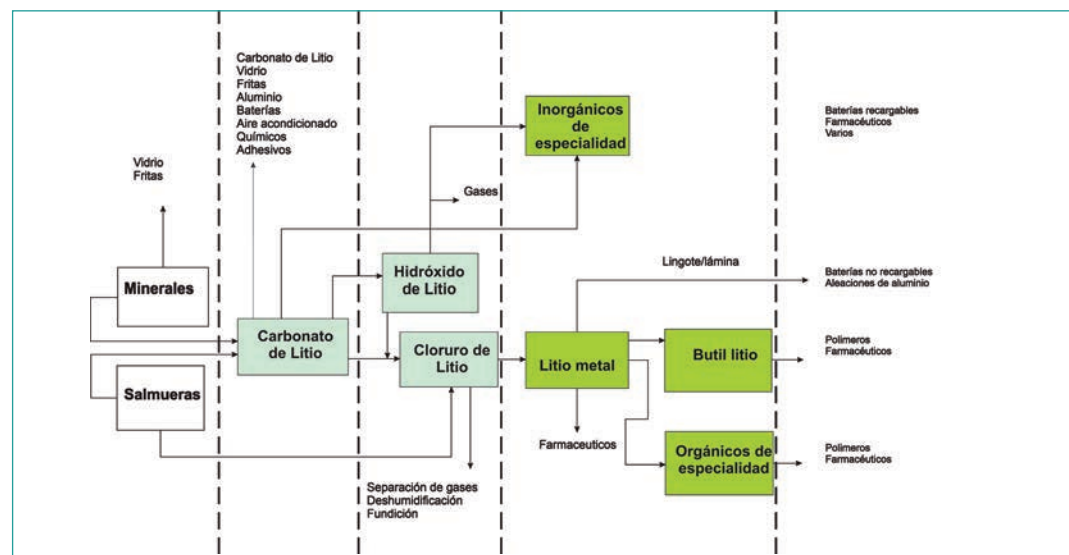 Vidrio
Fritas
Minerales
Salmueras
Carbonato de Litio
Vidrio
Fritas
Aluminio
Baterías
Aire acondicionado
Químicos
Adhesivos
Carbonato
de Litio
Hidróxido
de Litio
Cloruro de
Litio
Separación de gases
Deshumidificación
Fundición
Gases
Inorgánicos
de
especialidad
Litio metal
Farmaceuticos
Lingote/lámina
Butil litio
Orgánicos de
especialidad
Baterías recargables
Farmacéuticos
Varios
Baterías no recargables
Aleaciones de aluminio
Polimeros
Farmacéuticos
Polimeros
Farmacéuticos